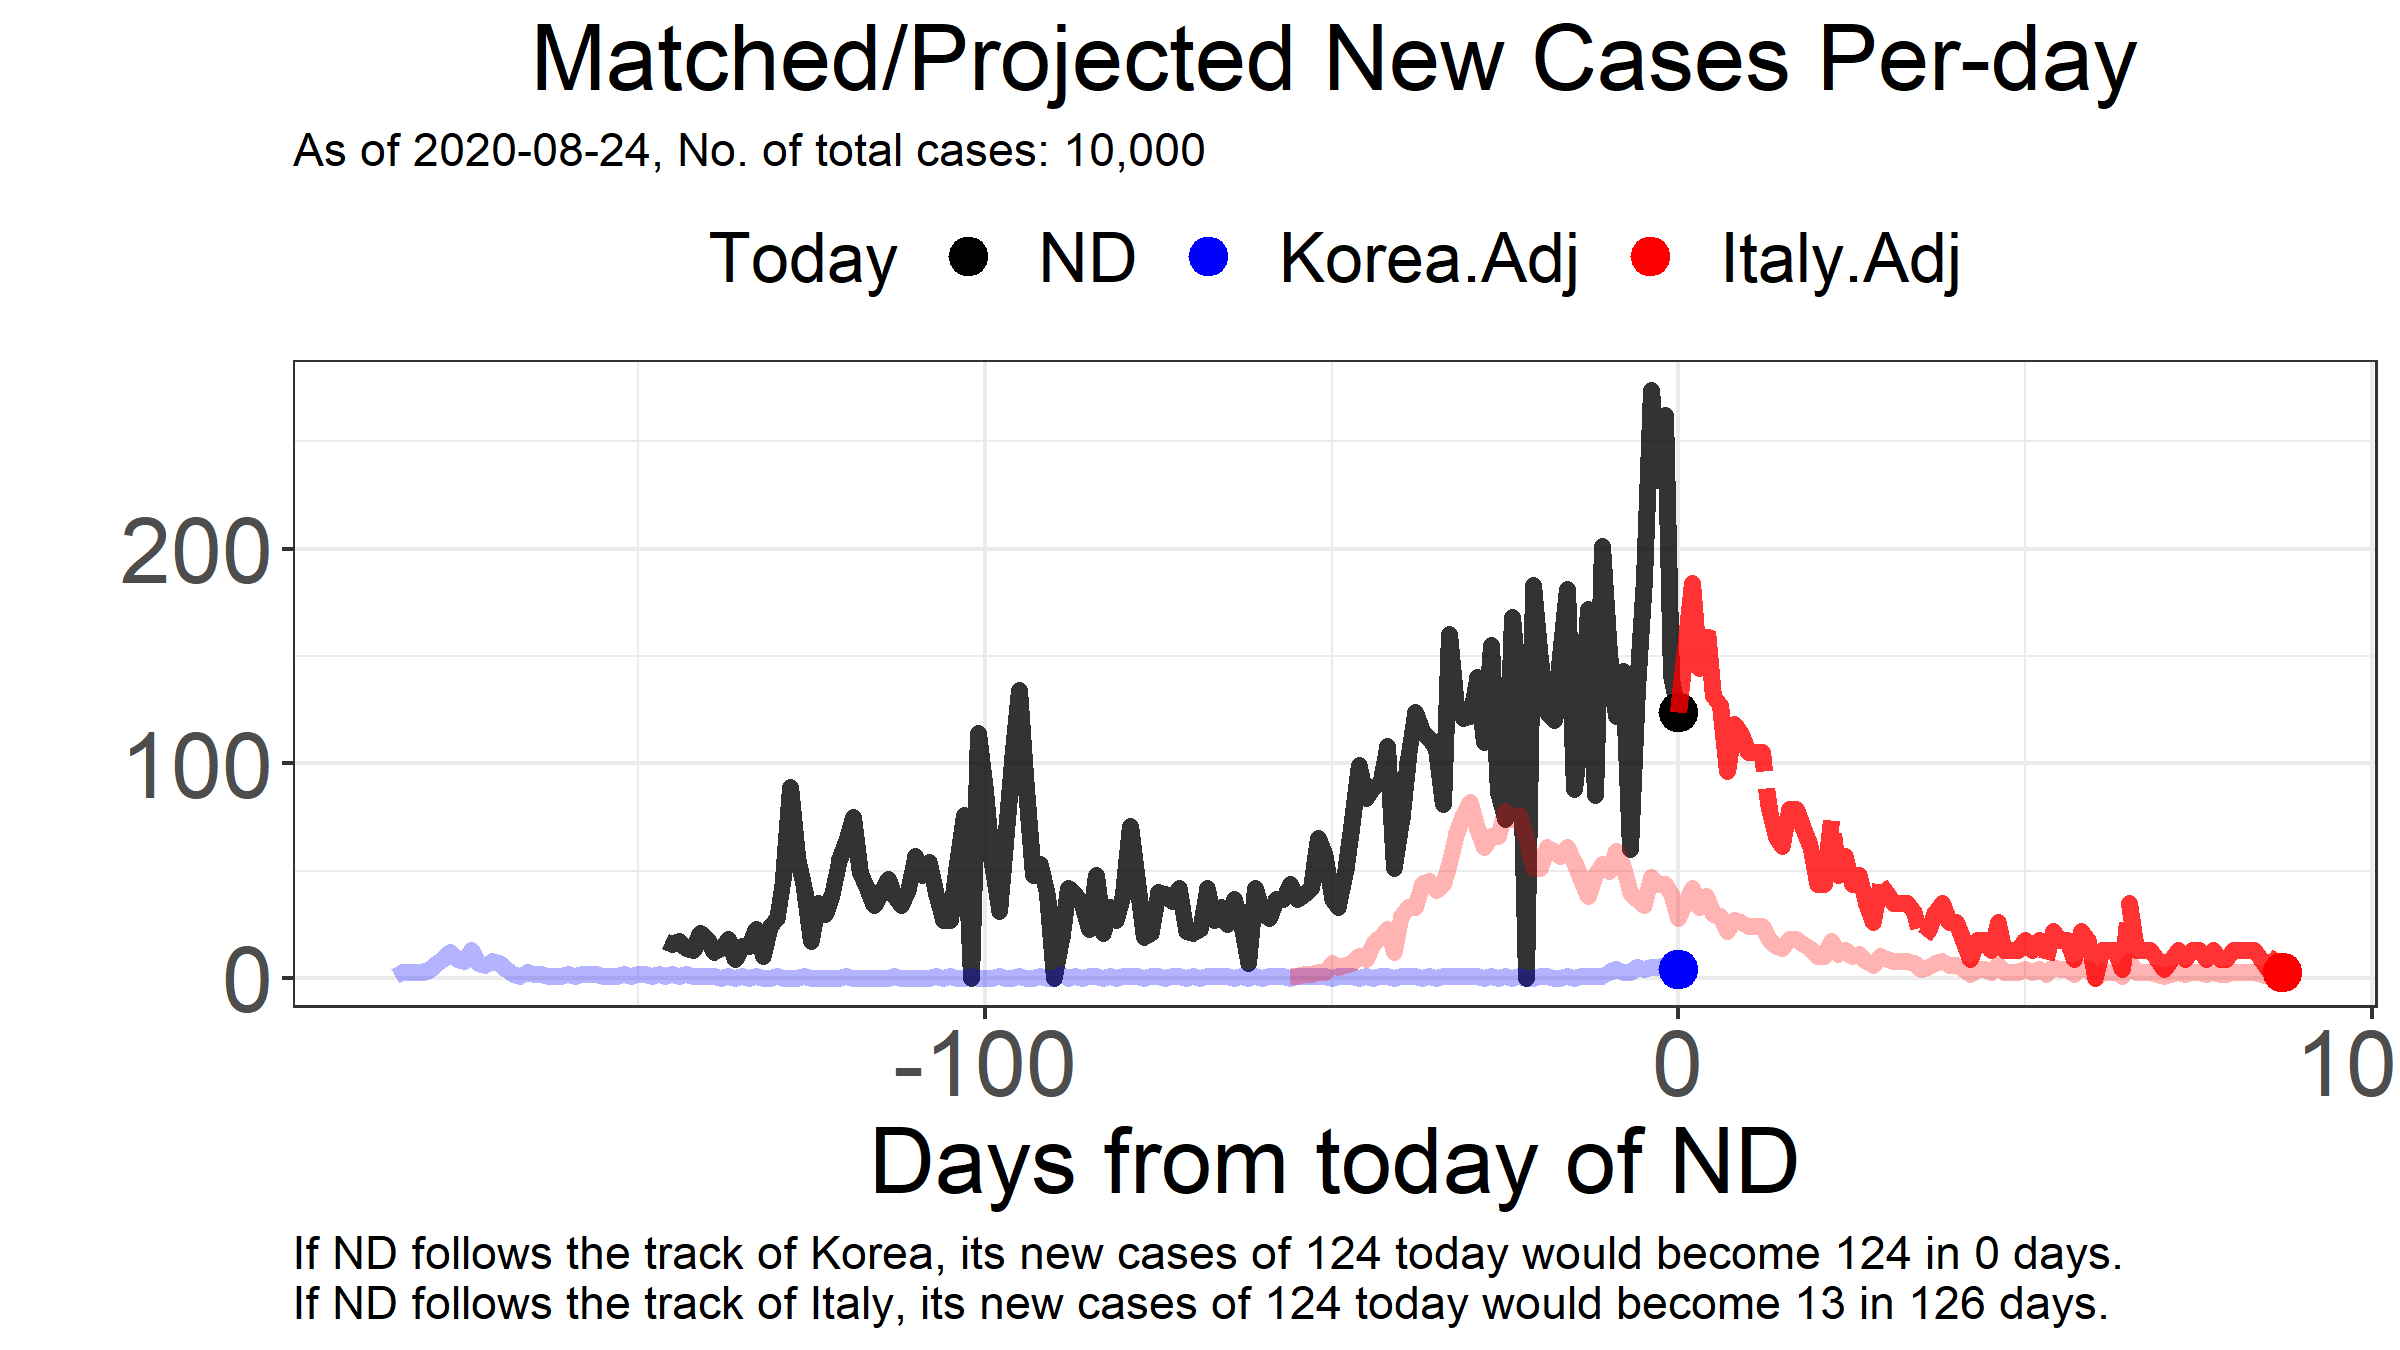 Matched/Projected New Cases Per-day
As of 2020-08-24, No. of total cases: 10,000
Today ND Korea.Adj Italy.Adj
200
100
0
-100 0 10
Days from today of ND
If ND follows the track of Korea, its new cases of 124 today would become 124 in 0 days.
If ND follows the track of Italy, its new cases of 124 today would become 13 in 126 days.